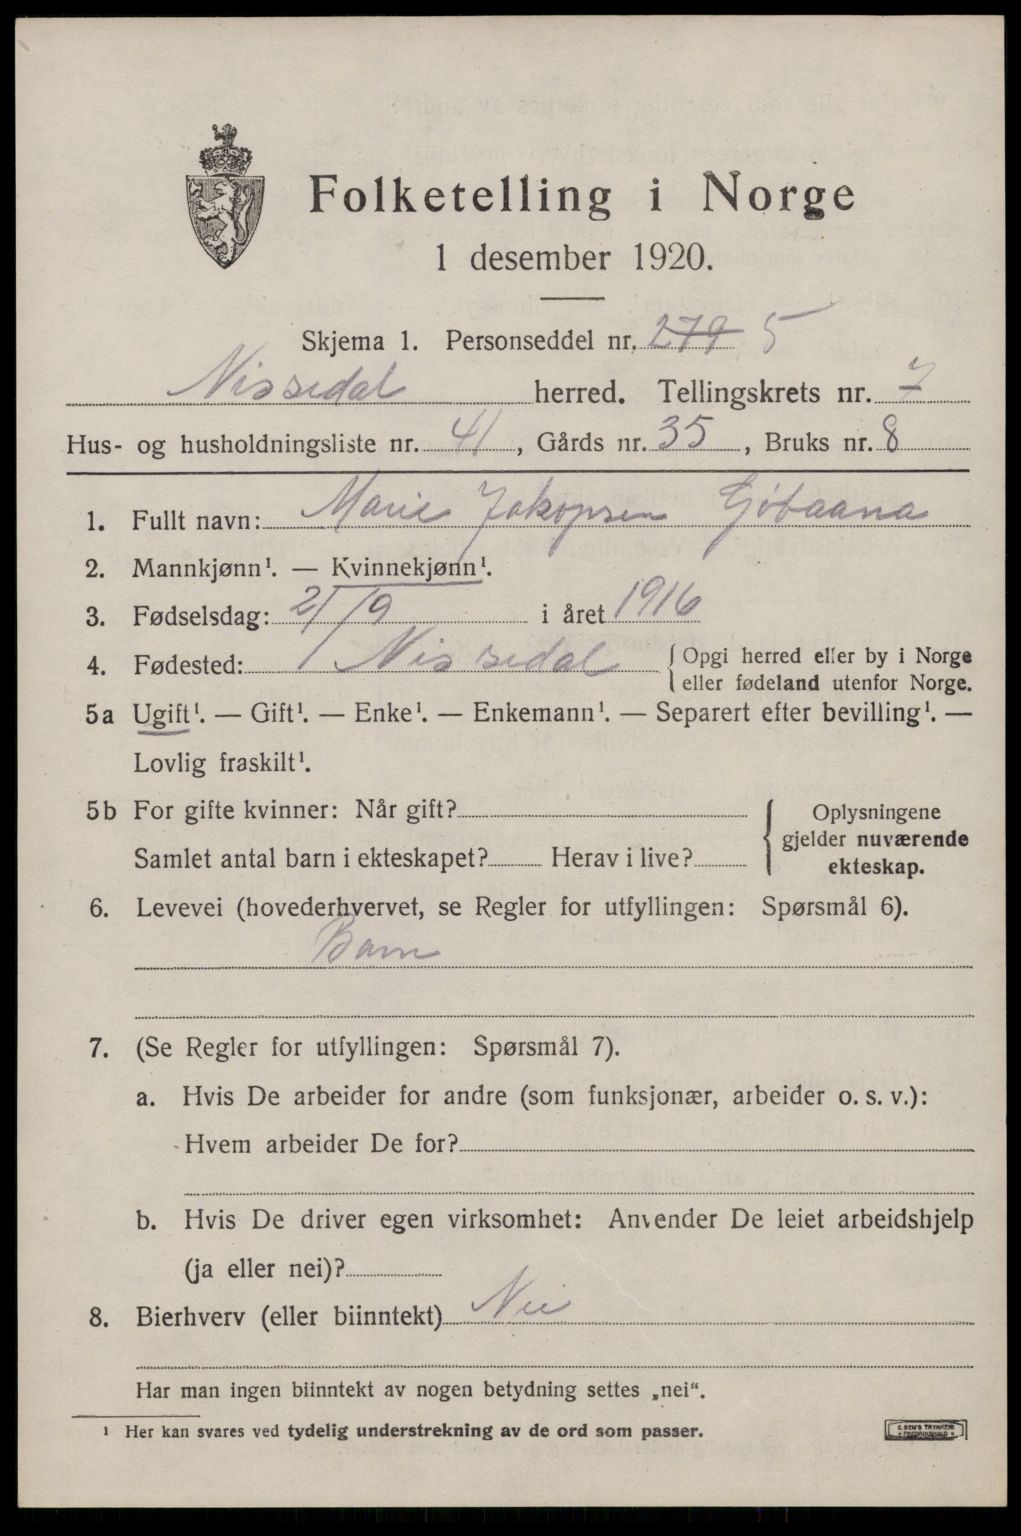 Folketelling i Norge
1 desember 1920.
Skjema 1. Personseddel nr. 279 5
Nissedal herred. Tellingskrets nr. 7
Hus- og husholdningsliste nr. 41, Gårds nr. 35, Bruks nr. 8
1. Fullt navn: Marie Jakopsen
2. Mannkjønn¹. — Kvinnekjønn¹.
3. Fødselsdag: 21/9 i året 1916
4. Fødested: Nissedal { Opgi herred eller by i Norge
eller fødeland utenfor Norge.
5a Ugift¹. — Gift¹. — Enke¹. — Enkemann¹. — Separert efter bevilling¹. —
Lovlig fraskilt¹.
5b For gifte kvinner: Når gift?
Samlet antal barn i ekteskapet? Herav i live?
Oplysningene
gjelder nuværende
ekteskap.
6. Levevei (hovederhvervet, se Regler for utfyllingen: Spørsmål 6).
Barn
7. (Se Regler for utfyllingen: Spørsmål 7).
a. Hvis De arbeider for andre (som funksjonær, arbeider o. s. v.):
Hvem arbeider De for?
b. Hvis De driver egen virksomhet: Anvender De leiet arbeidshjelp
(ja eller nei)?
8. Bierhverv (eller biinntekt) Nei
Har man ingen biinntekt av nogen betydning settes „nei“.
¹ Her kan svares ved tydelig understrekning av de ord som passer.